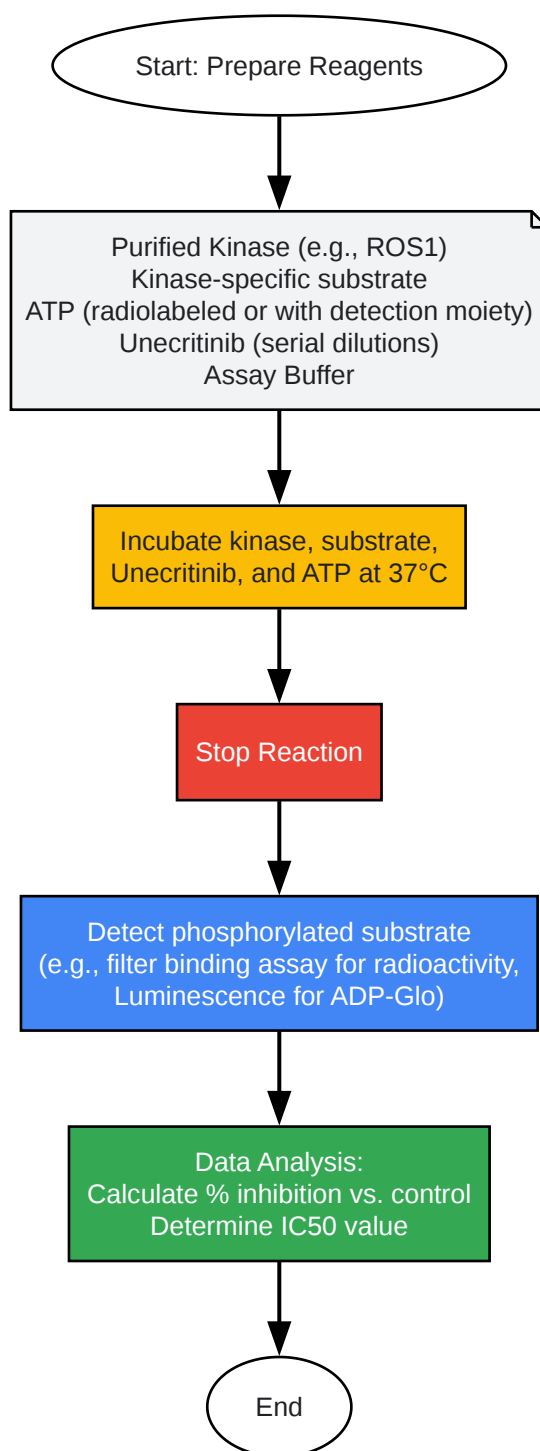 Start: Prepare Reagents
Purified Kinase (e.g., ROS1)
Kinase-specific substrate
ATP (radiolabeled or with detection moiety)
Unecritinib (serial dilutions)
Assay Buffer
Incubate kinase, substrate,
Unecritinib, and ATP at 37°C
Stop Reaction
Detect phosphorylated substrate
(e.g., filter binding assay for radioactivity,
Luminescence for ADP-Glo)
Data Analysis:
Calculate % inhibition vs. control
Determine IC50 value
End